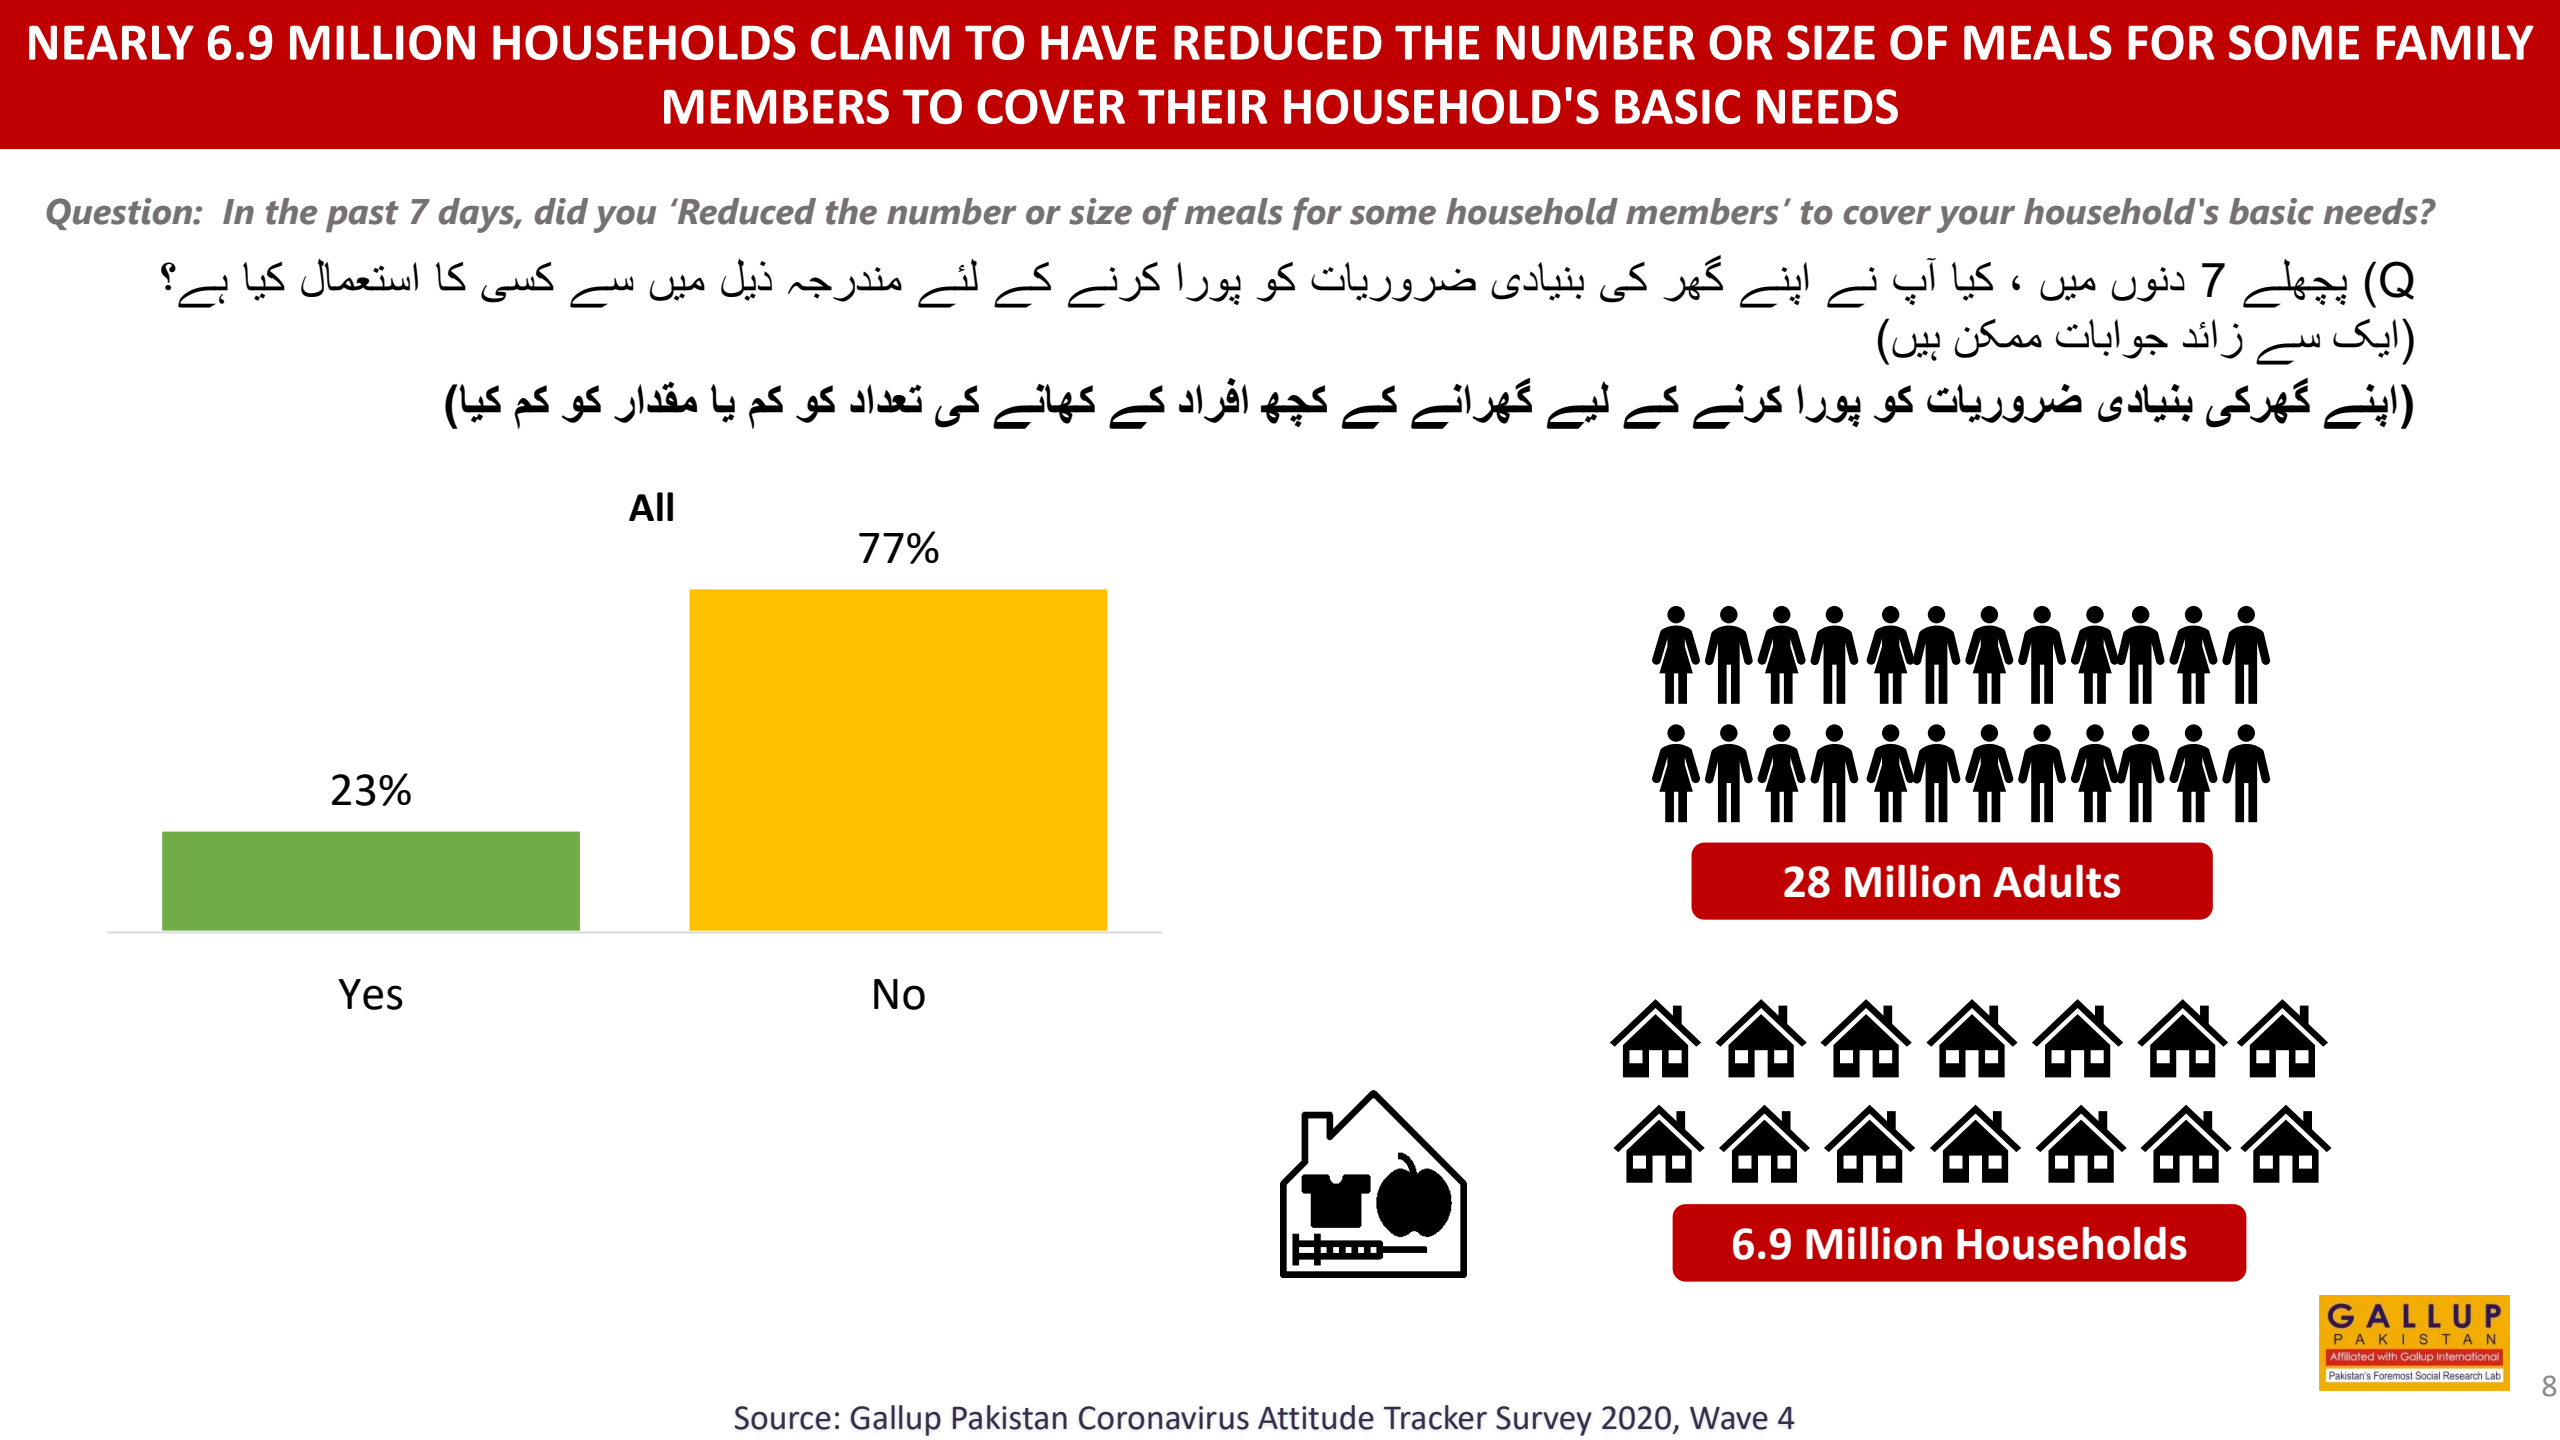 NEARLY 6.9 MILLION HOUSEHOLDS CLAIM TO HAVE REDUCED THE NUMBER OR SIZE OF MEALS FOR SOME FAMILY
MEMBERS TO COVER THEIR HOUSEHOLD'S BASIC NEEDS
Question:  In the past 7 days, did you ‘Reduced the number or size of meals for some household members’ to cover your household's basic needs?
Q) پچھلے 7 دنوں میں ، کیا آپ نے اپنے گھر کی بنیادی ضروریات کو پورا کرنے کے لئے مندرجہ ذیل میں سے کسی کا استعمال کیا ہے؟
(ایک سے زائد جوابات ممکن ہیں)
(اپنے گھرکی بنیادی ضروریات کو پورا کرنے کے لیے گھرانے کے کچھ افراد کے کھانے کی تعداد کو کم یا مقدار کو کم کیا)
All
77%
23%
Yes
No
28 Million Adults
6.9 Million Households
GALLUP
PAKISTAN
Affiliated with Gallup International
Pakistan's Foremost Social Research Lab
8
Source: Gallup Pakistan Coronavirus Attitude Tracker Survey 2020, Wave 4